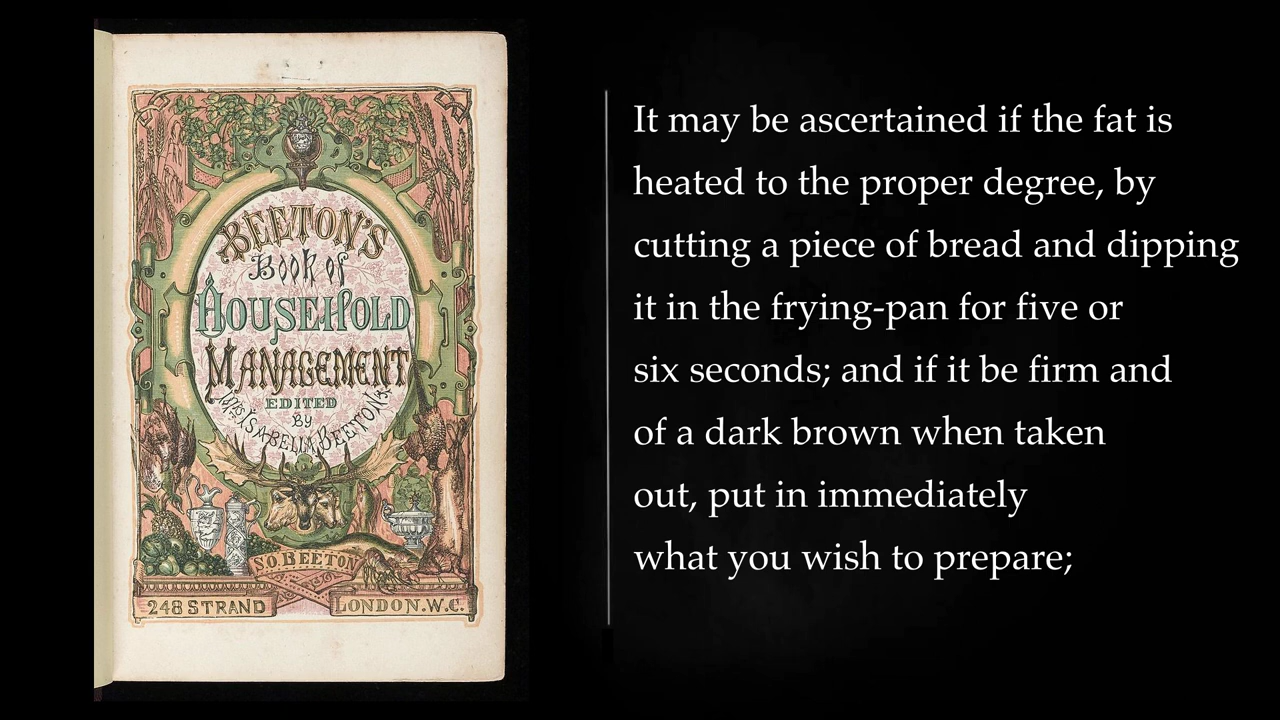 BEETON'S
Book of
HOUSEHOLD
MANAGEMENT
EDITED
BY
MRS ISABELLA BEETON
S.O. BEETON
248 STRAND
LONDON. W.C.
It may be ascertained if the fat is
heated to the proper degree, by
cutting a piece of bread and dipping
it in the frying-pan for five or
six seconds; and if it be firm and
of a dark brown when taken
out, put in immediately
what you wish to prepare;